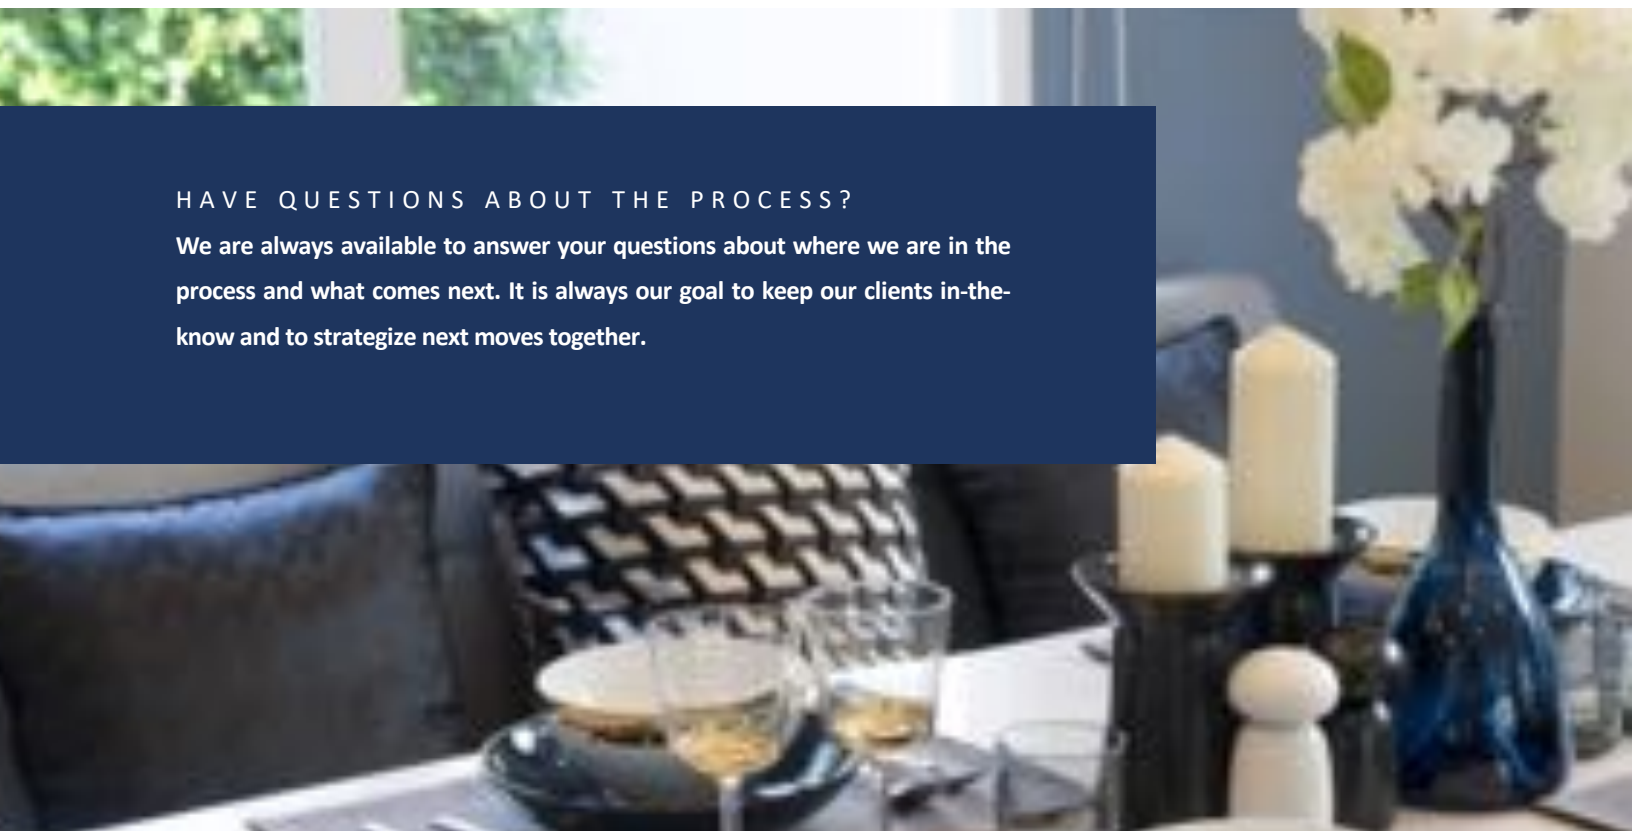 HAVE QUESTIONS ABOUT THE PROCESS?
We are always available to answer your questions about where we are in the
process and what comes next. It is always our goal to keep our clients in-the-
know and to strategize next moves together.